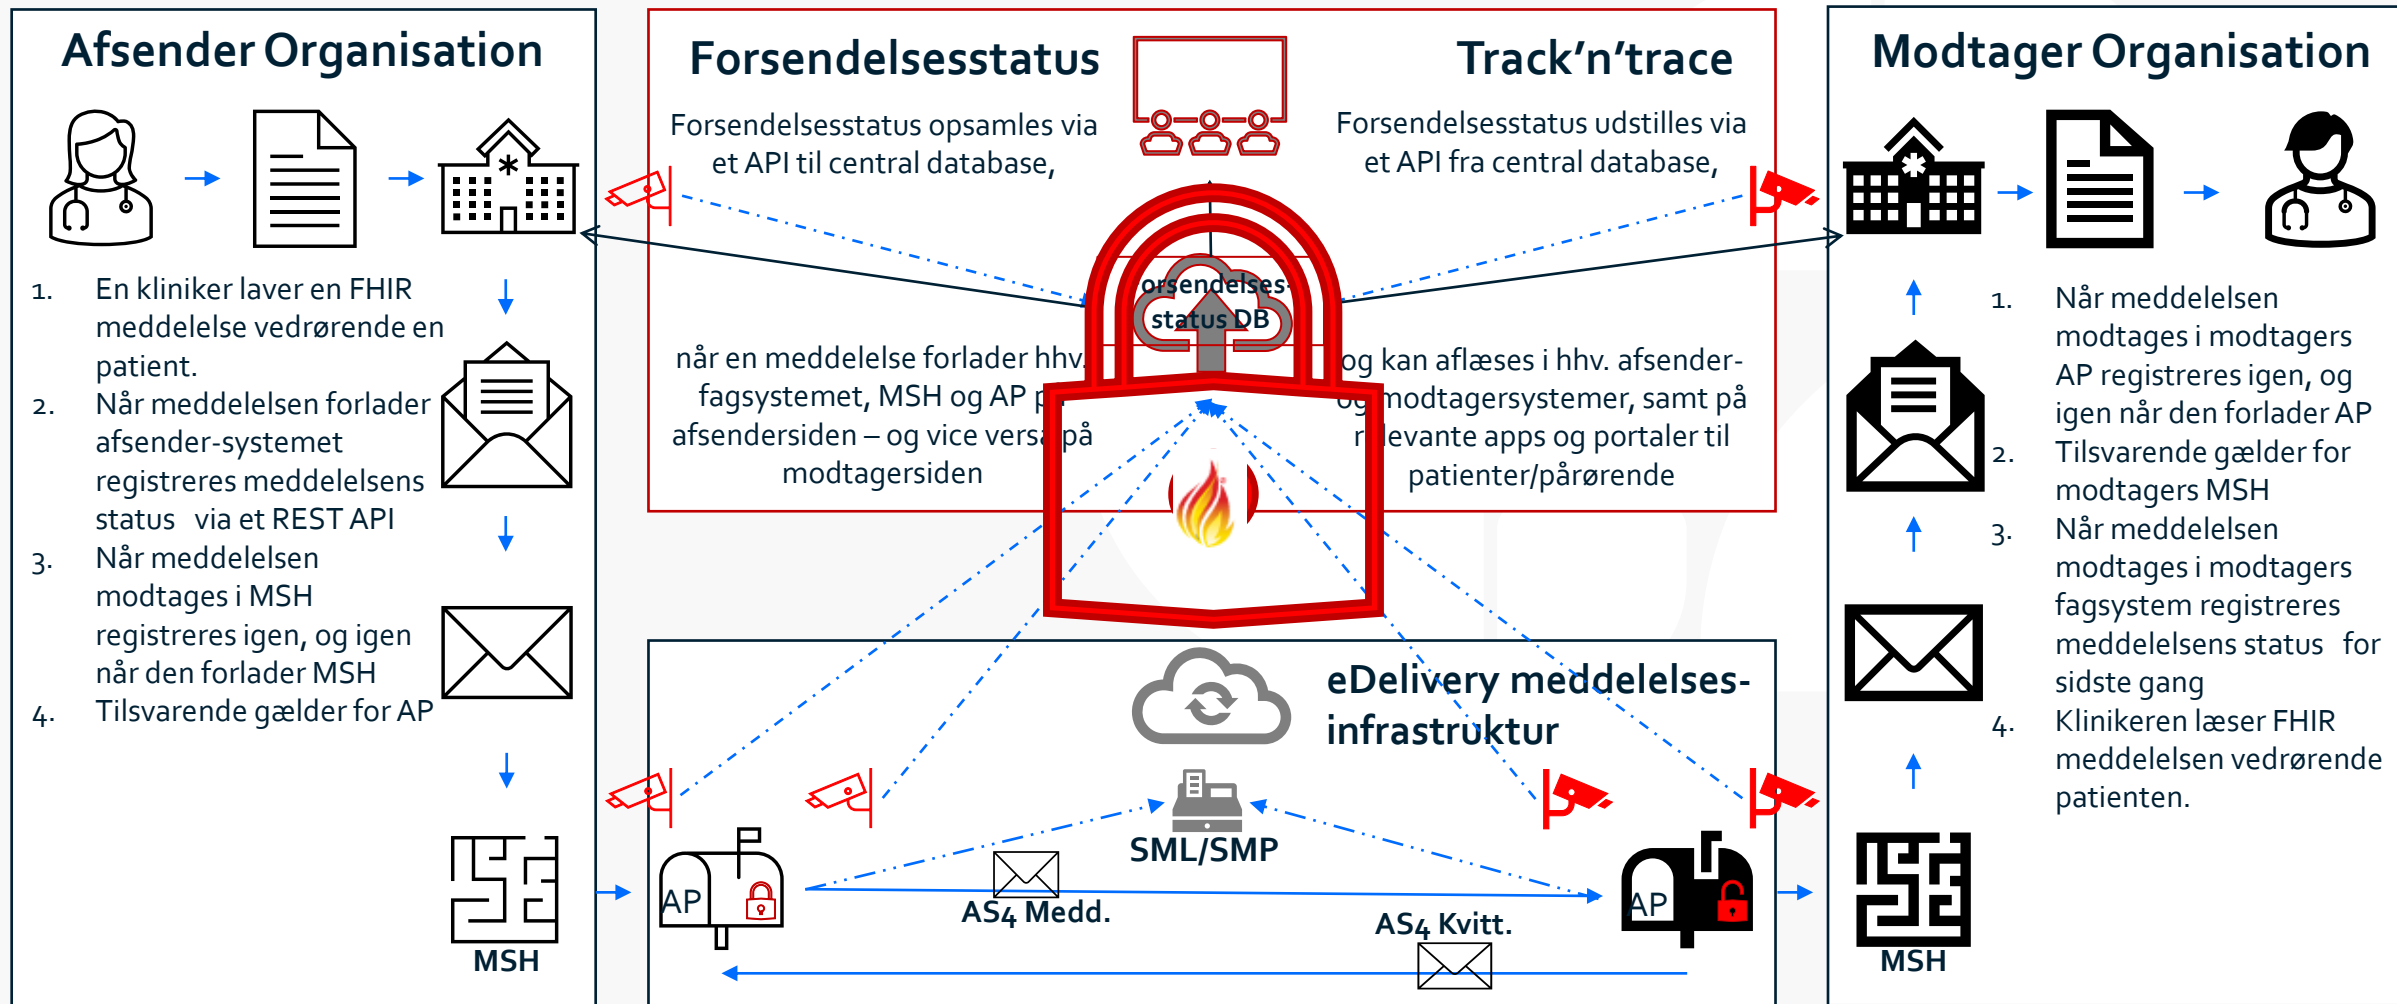 Afsender Organisation
1. En kliniker laver en FHIR
meddelelse vedrørende en
patient.
2. Når meddelelsen forlader
afsender-systemet
registreres meddelelsens
status via et REST API
3. Når meddelelsen
modtages i MSH
registreres igen, og igen
når den forlader MSH
4. Tilsvarende gælder for AP
MSH
Forsendelsesstatus
Forsendelsesstatus opsamles via
et API til central database,
når en meddelelse forlader hhv.
fagsystemet, MSH og AP på
afsendersiden – og vice versa på
modtagersiden
Track'n'trace
Forsendelsesstatus udstilles via
et API fra central database,
og kan aflæses i hhv. afsender-
og modtagersystemer, samt på
relevante apps og portaler til
patienter/pårørende
orsendelses-
status DB
eDelivery meddelelses-
infrastruktur
SML/SMP
AP
AS4 Medd.
AS4 Kvitt.
AP
Modtager Organisation
1. Når meddelelsen
modtages i modtagers
AP registreres igen, og
igen når den forlader AP
2. Tilsvarende gælder for
modtagers MSH
3. Når meddelelsen
modtages i modtagers
fagsystem registreres
meddelelsens status for
sidste gang
4. Klinikeren læser FHIR
meddelelsen vedrørende
patienten.
MSH